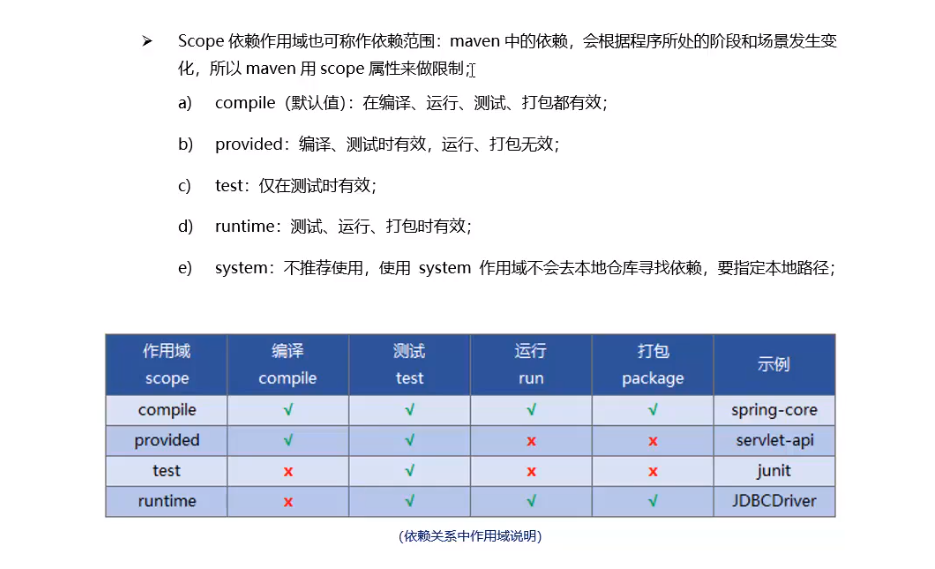 ➢ Scope 依赖作用域也可称作依赖范围：maven 中的依赖，会根据程序所处的阶段和场景发生变
化，所以 maven 用 scope 属性来做限制;
a) compile（默认值）：在编译、运行、测试、打包都有效；
b) provided：编译、测试时有效，运行、打包无效；
c) test：仅在测试时有效；
d) runtime：测试、运行、打包时有效；
e) system：不推荐使用，使用 system 作用域不会去本地仓库寻找依赖，要指定本地路径；
作用域 编译 测试 运行 打包 示例
scope compile test run package
compile √ √ √ √ spring-core
provided √ √ x x servlet-api
test x √ x x junit
runtime x √ √ √ JDBCDriver
(依赖关系中作用域说明)